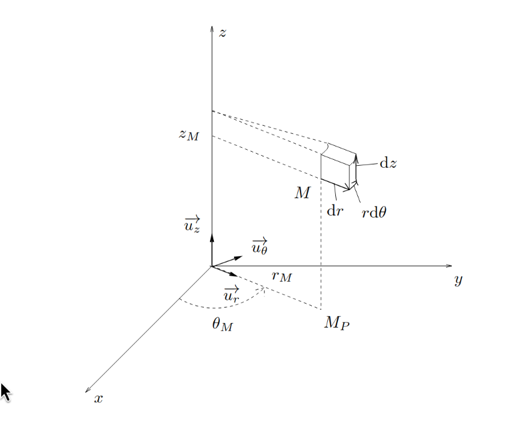 z
z_M
dz
M
dr
rdθ
u_z→
u_θ→
y
r_M
u_r→
θ_M
M_P
x